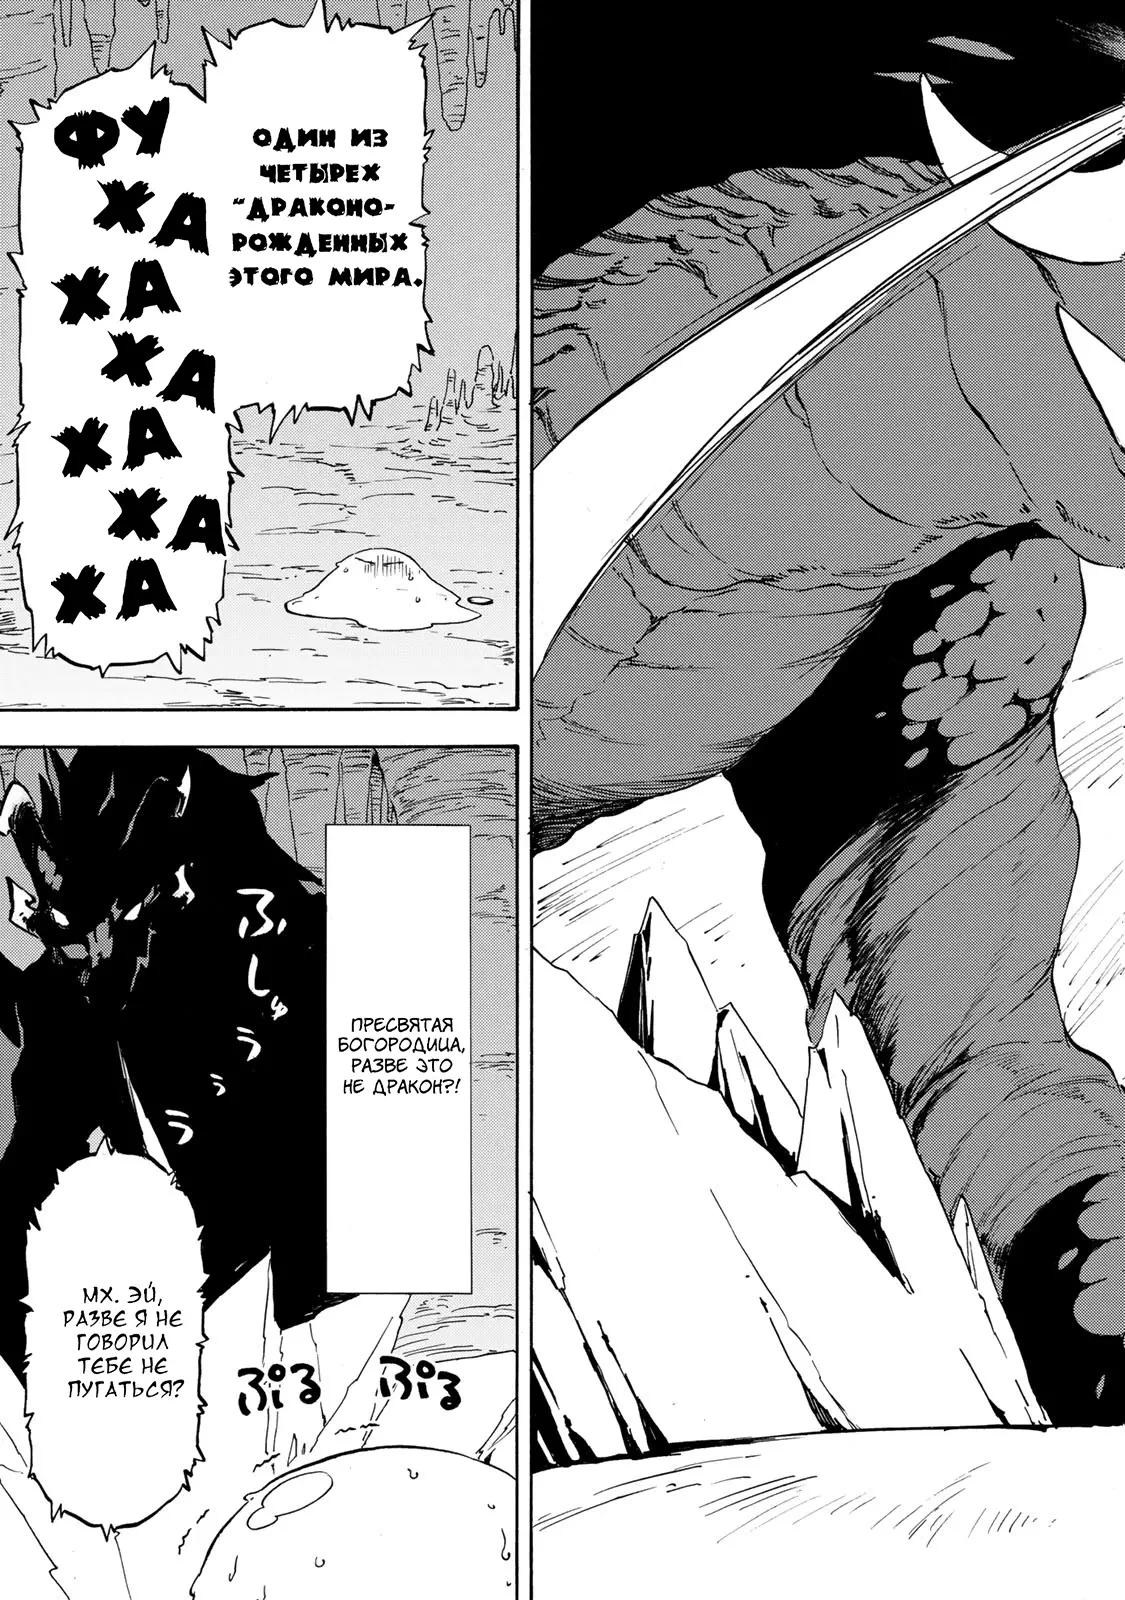 ОДИН ИЗ
ЧЕТЫРЕХ
"ДРАКОНО-
РОЖДЕННЫХ
ЭТОГО МИРА.
ФУ
ХА
ХА
ХА
ХА
ХА
ХА
ПРЕСВЯТАЯ
БОГОРОДИЦА,
РАЗВЕ ЭТО
НЕ ДРАКОН?!
ふしゅぅぅぅ
МХ. ЭЙ,
РАЗВЕ Я НЕ
ГОВОРИЛ
ТЕБЕ НЕ
ПУГАТЬСЯ?
ぷる
ぷる